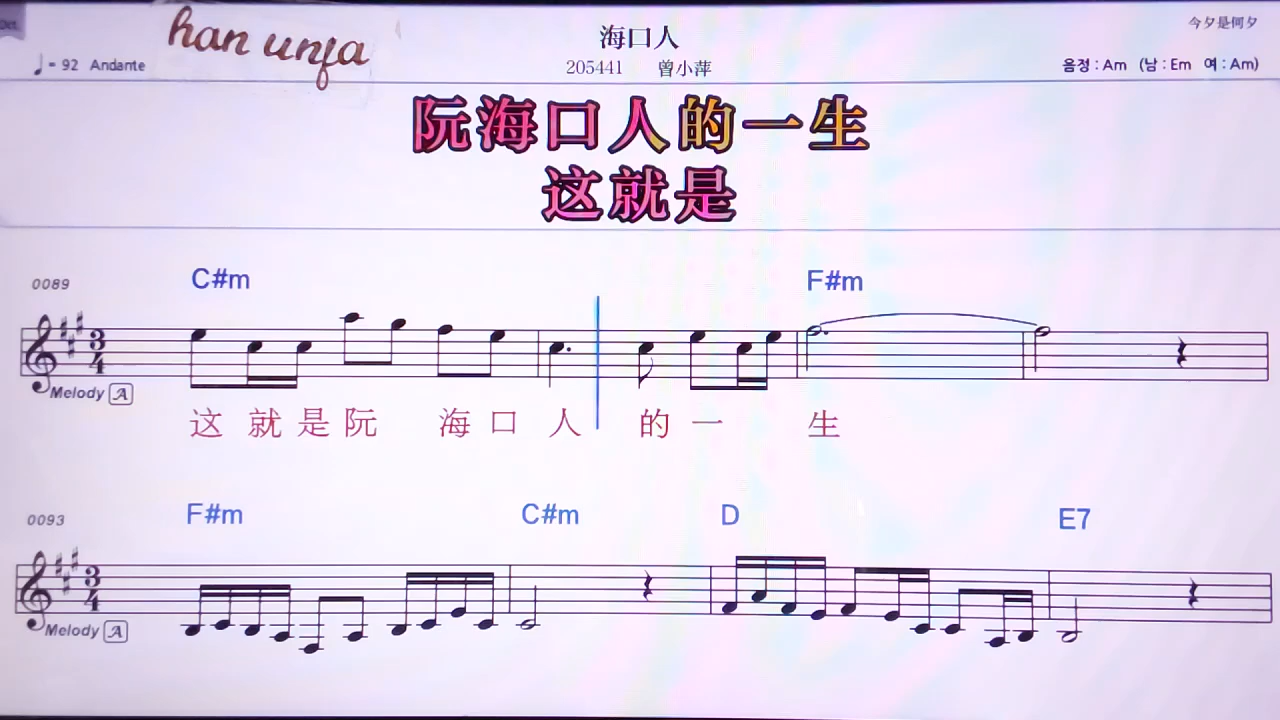 han unfa
海口人
今夕是何夕
♩= 92 Andante
205441 曾小萍
음정 : Am (남 : Em 여 : Am)
阮海口人的一生
这就是
0089
C#m F#m
3/4
Melody A
这 就 是 阮 海 口 人 的 一 生
0093
F#m C#m D E7
3/4
Melody A